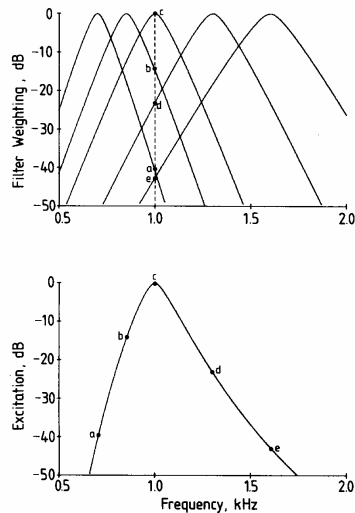 Filter Weighting, dB
0
-10
-20
-30
-40
-50
c
b
d
a
e
0.5
1.0
1.5
2.0
Excitation, dB
0
-10
-20
-30
-40
-50
c
b
d
a
e
0.5
1.0
1.5
2.0
Frequency, kHz